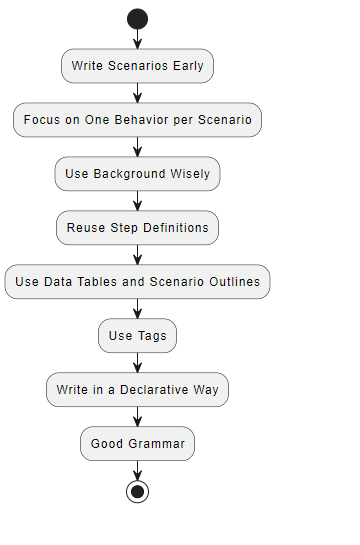 Write Scenarios Early
Focus on One Behavior per Scenario
Use Background Wisely
Reuse Step Definitions
Use Data Tables and Scenario Outlines
Use Tags
Write in a Declarative Way
Good Grammar